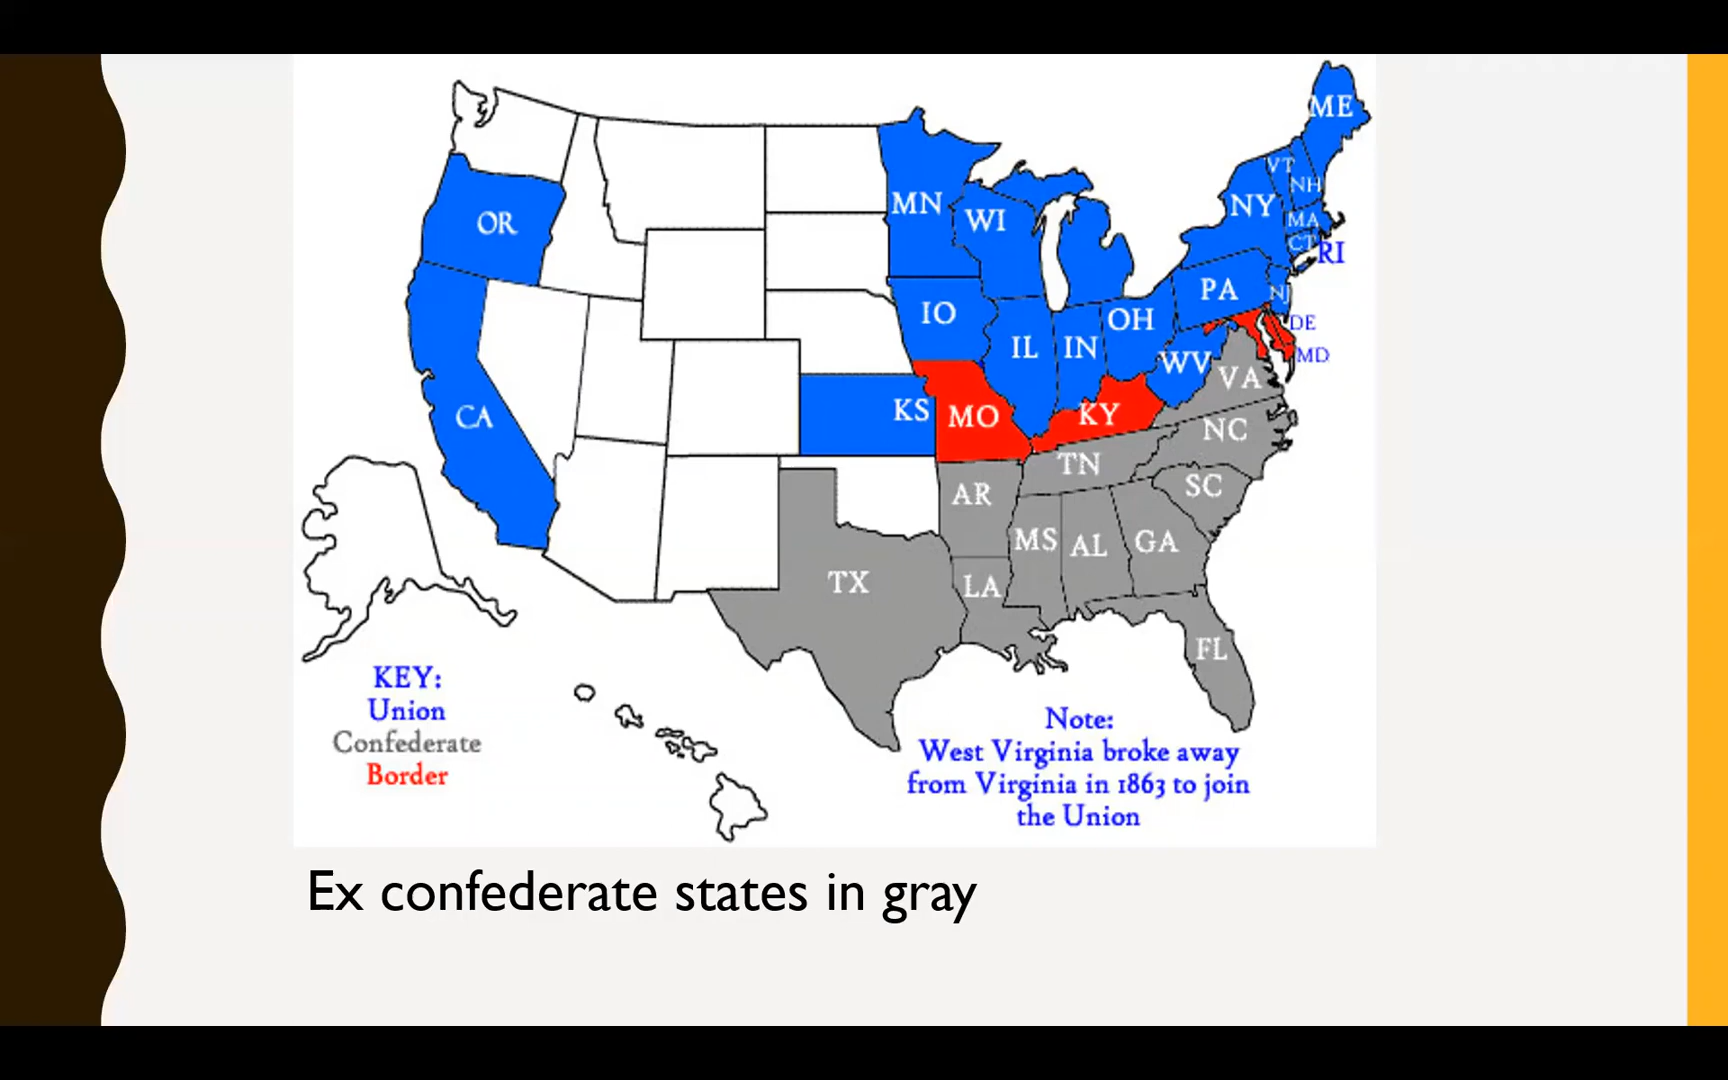 ME
VT
NH
OR
MN
WI
NY
MA
CT
RI
PA
NJ
IO
OH
DE
IL
IN
MD
WV
VA
CA
KS
MO
KY
NC
TN
SC
AR
MS
AL
GA
TX
LA
FL
KEY:
Union
Confederate
Border
Note:
West Virginia broke away
from Virginia in 1863 to join
the Union
Ex confederate states in gray